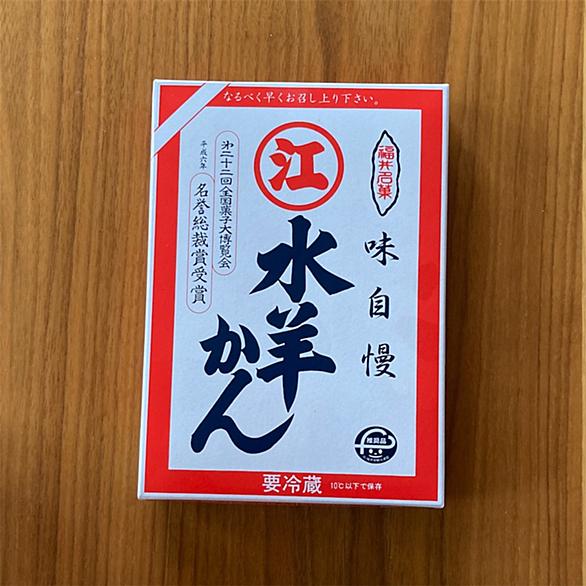 なるべく早くお召し上り下さい。
福井名菓
味自慢
江
水羊かん
第二十二回全国菓子大博覧会
名誉総裁賞受賞
平成六年
推奨品
要冷蔵 10℃以下で保存